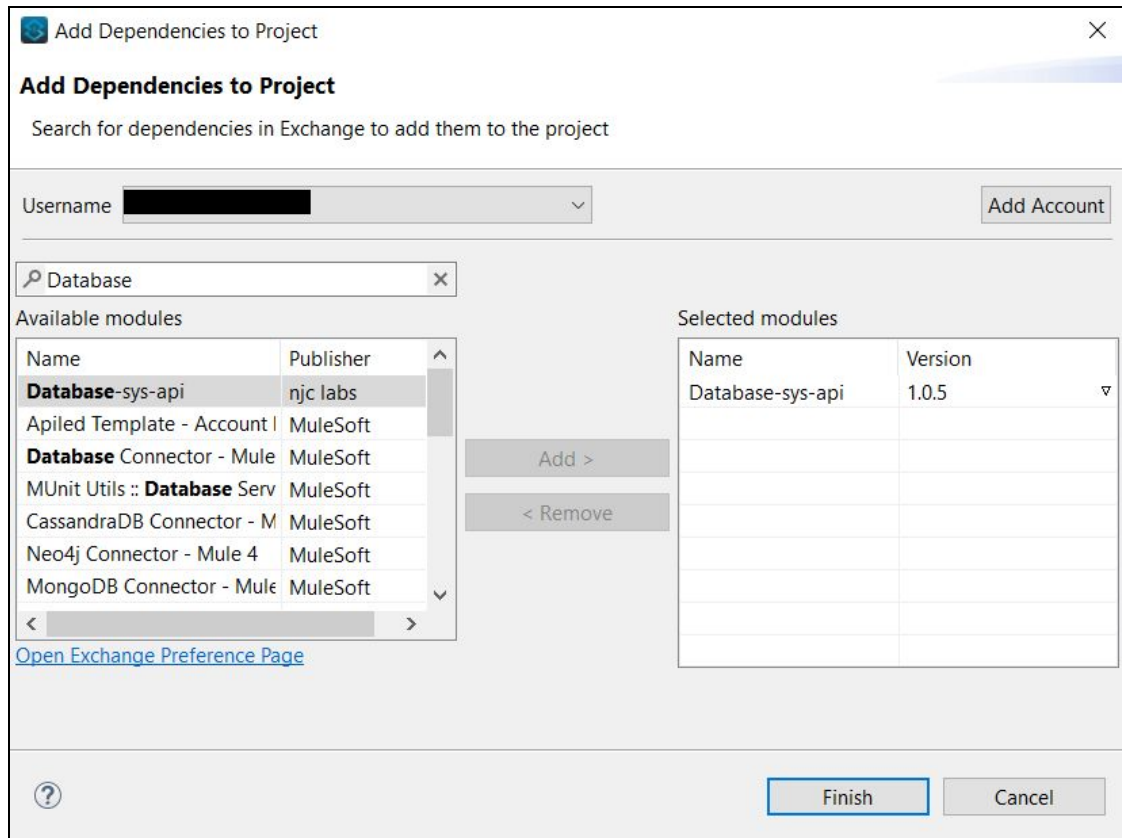 Add Dependencies to Project
Add Dependencies to Project
Search for dependencies in Exchange to add them to the project
Username
Add Account
Database
Available modules
Name Publisher
Database-sys-api njc labs
Apiled Template - Account MuleSoft
Database Connector - Mule MuleSoft
MUnit Utils :: Database Serv MuleSoft
CassandraDB Connector - M MuleSoft
Neo4j Connector - Mule 4 MuleSoft
MongoDB Connector - Mule MuleSoft
Open Exchange Preference Page
Add >
< Remove
Selected modules
Name Version
Database-sys-api 1.0.5
Finish
Cancel